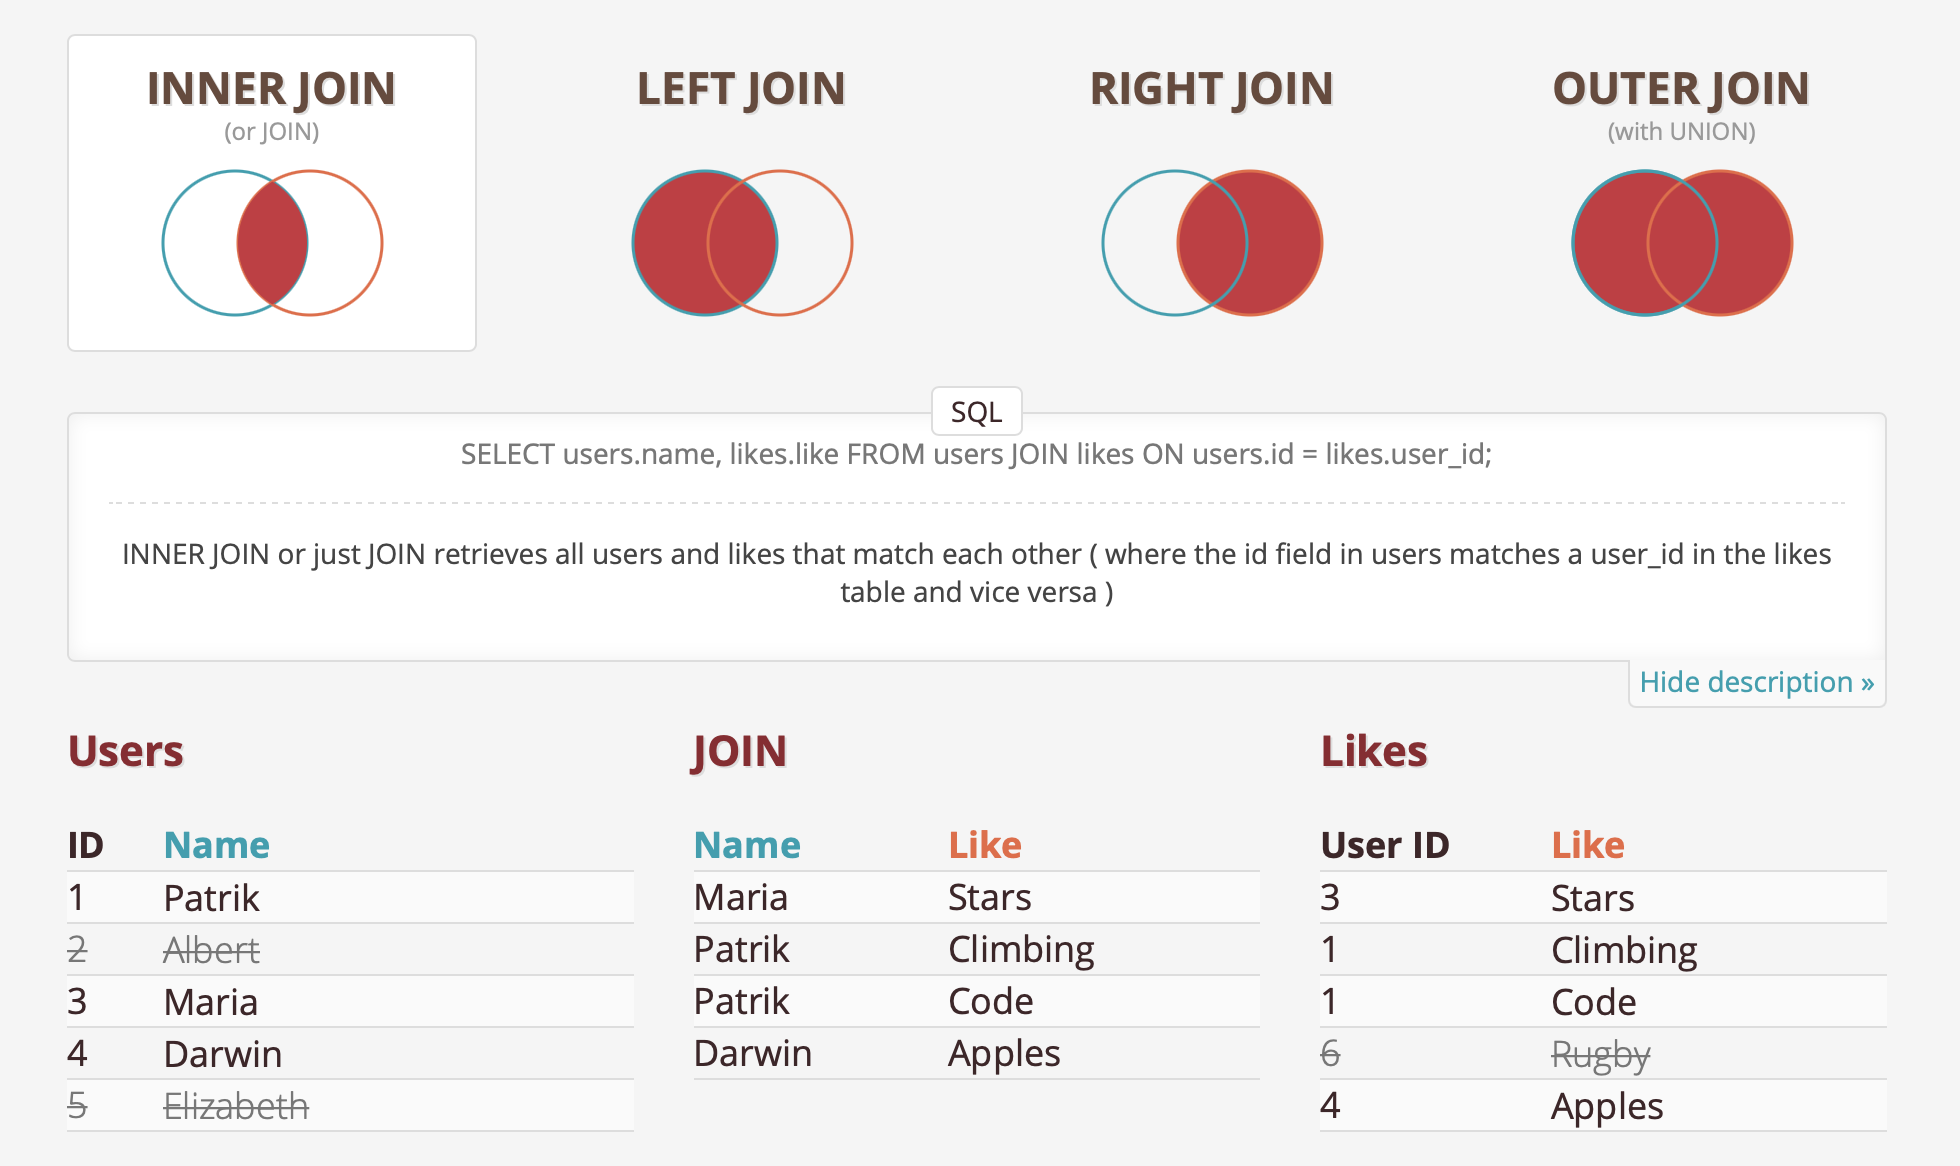 INNER JOIN
(or JOIN)
LEFT JOIN
RIGHT JOIN
OUTER JOIN
(with UNION)
SQL
SELECT users.name, likes.like FROM users JOIN likes ON users.id = likes.user_id;
INNER JOIN or just JOIN retrieves all users and likes that match each other ( where the id field in users matches a user_id in the likes
table and vice versa )
Hide description »
Users
ID Name
1 Patrik
2 Albert
3 Maria
4 Darwin
5 Elizabeth
JOIN
Name Like
Maria Stars
Patrik Climbing
Patrik Code
Darwin Apples
Likes
User ID Like
3 Stars
1 Climbing
1 Code
6 Rugby
4 Apples